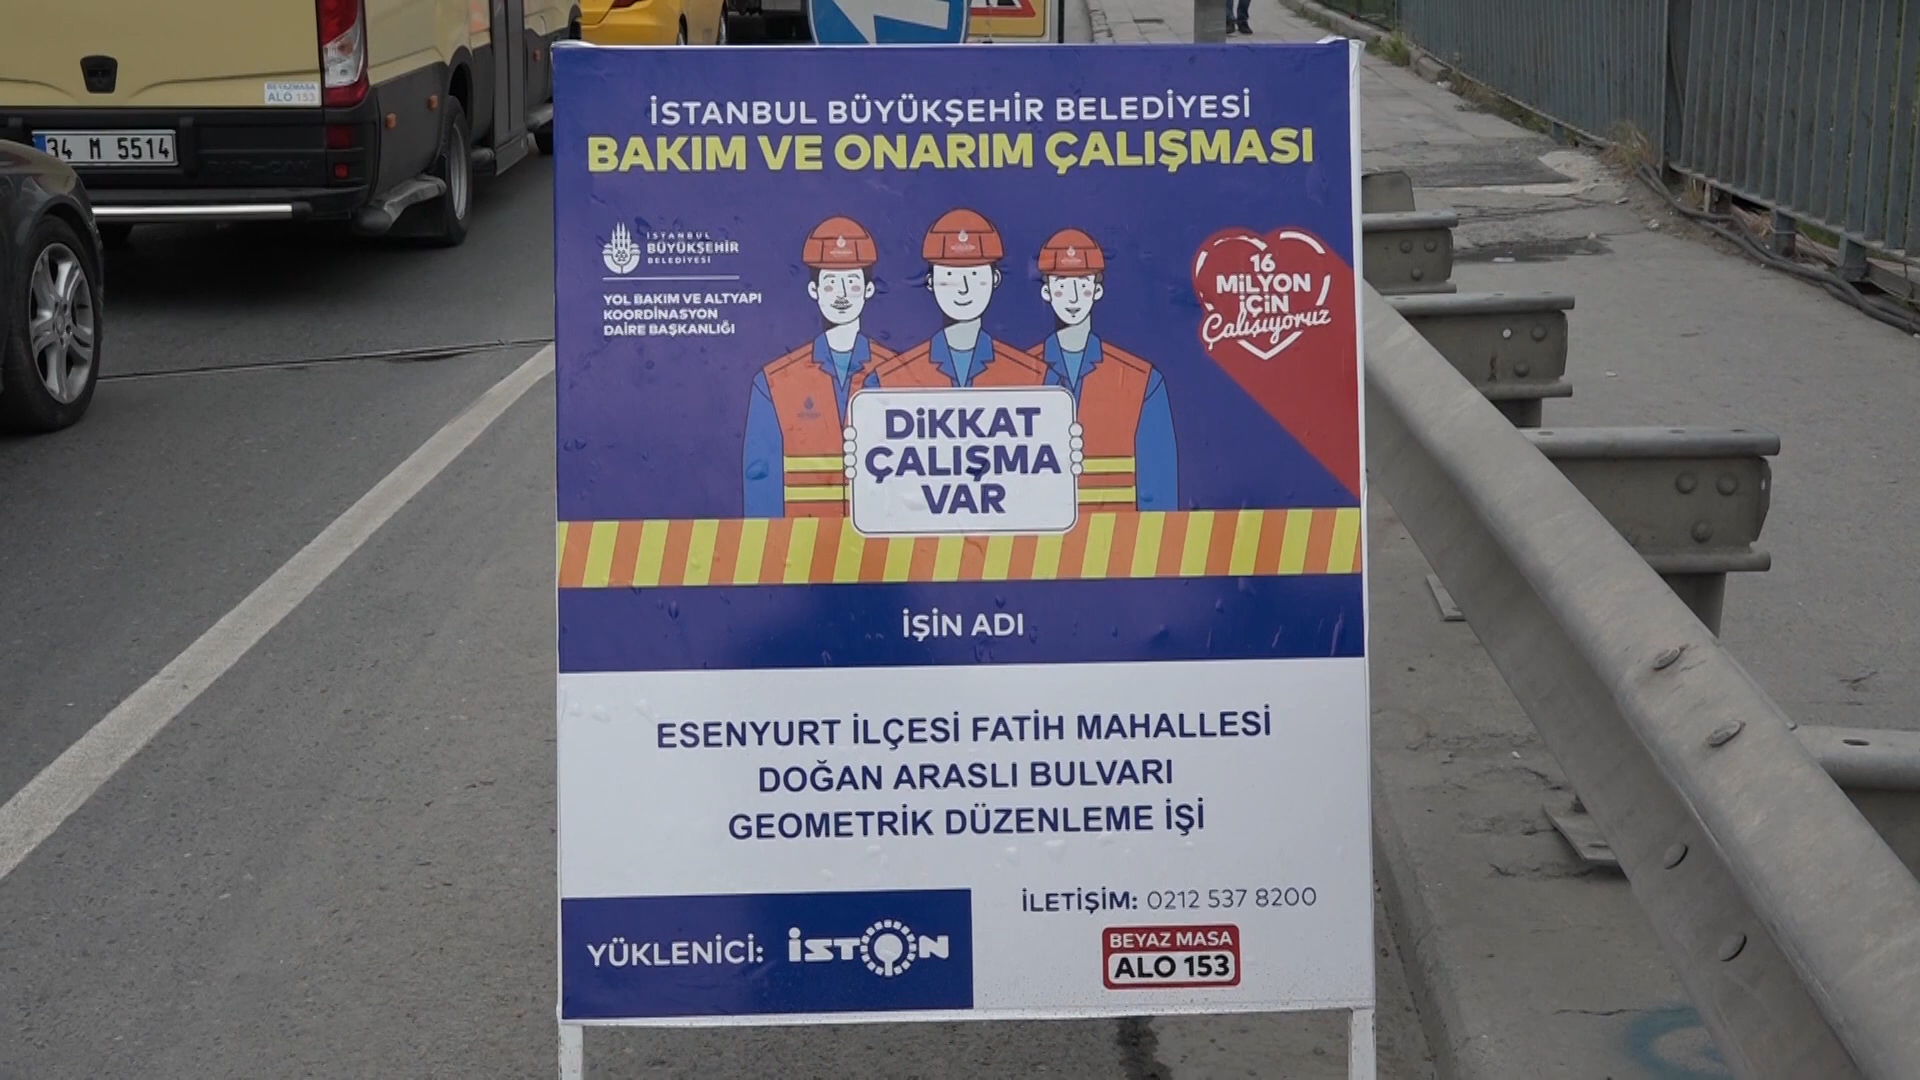 BEYAZMASA
ALO 153
34 M 5514
İSTANBUL BÜYÜKŞEHİR BELEDİYESİ
BAKIM VE ONARIM ÇALIŞMASI
İSTANBUL
BÜYÜKŞEHİR
BELEDİYESİ
YOL BAKIM VE ALTYAPI
KOORDİNASYON
DAİRE BAŞKANLIĞI
16
MİLYON
İÇİN
Çalışıyoruz
DİKKAT
ÇALIŞMA
VAR
İŞİN ADI
ESENYURT İLÇESİ FATİH MAHALLESİ
DOĞAN ARASLI BULVARI
GEOMETRİK DÜZENLEME İŞİ
YÜKLENİCİ: İSTON
İLETİŞİM: 0212 537 8200
BEYAZ MASA
ALO 153